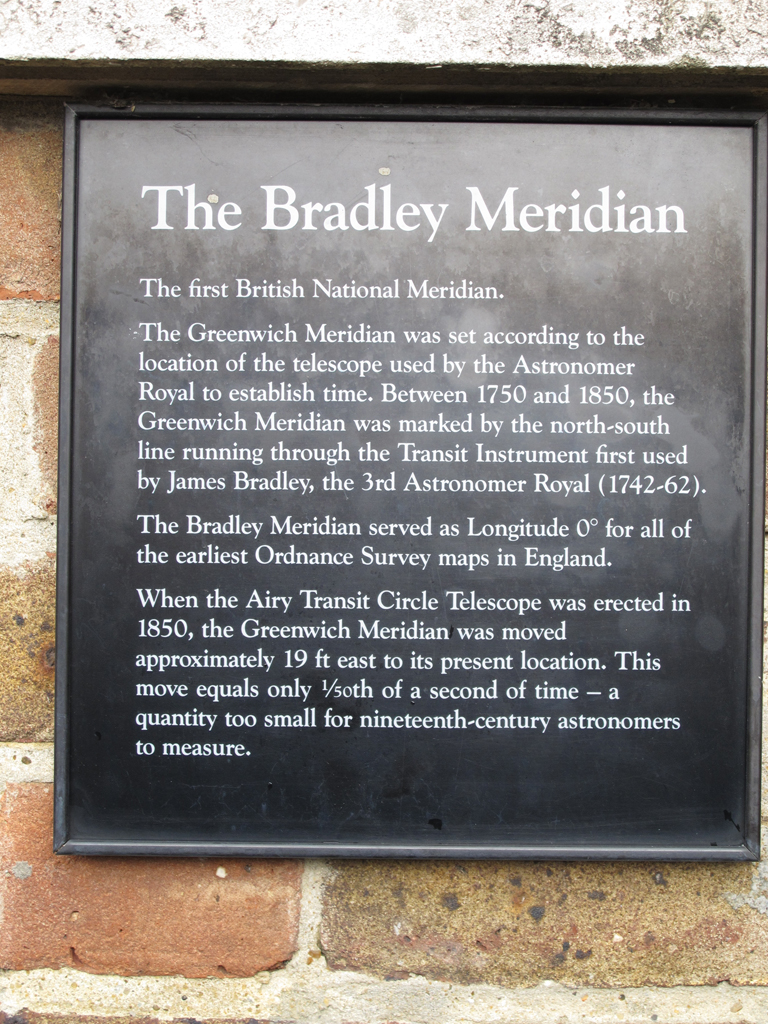 The Bradley Meridian
The first British National Meridian.
The Greenwich Meridian was set according to the
location of the telescope used by the Astronomer
Royal to establish time. Between 1750 and 1850, the
Greenwich Meridian was marked by the north-south
line running through the Transit Instrument first used
by James Bradley, the 3rd Astronomer Royal (1742-62).
The Bradley Meridian served as Longitude 0° for all of
the earliest Ordnance Survey maps in England.
When the Airy Transit Circle Telescope was erected in
1850, the Greenwich Meridian was moved
approximately 19 ft east to its present location. This
move equals only 1/50th of a second of time – a
quantity too small for nineteenth-century astronomers
to measure.